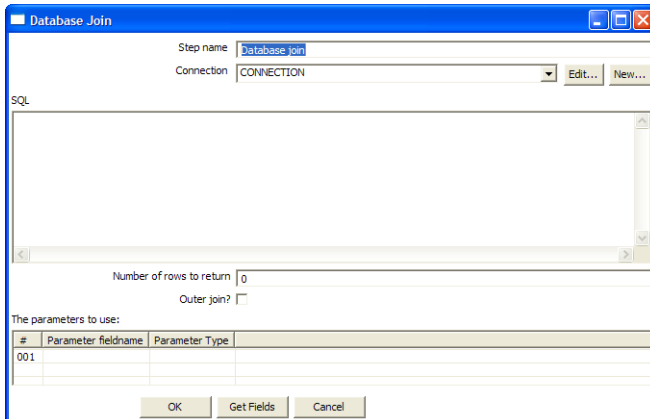 Database Join
Step name Database join
Connection CONNECTION Edit... New...
SQL
Number of rows to return 0
Outer join?
The parameters to use:
# Parameter fieldname Parameter Type
001
OK Get Fields Cancel